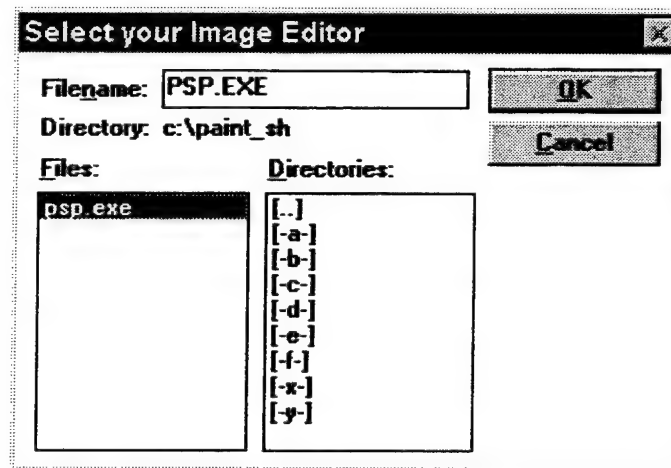 Select your Image Editor
Filename: PSP.EXE
OK
Directory: c:\paint_sh
Cancel
Files:
Directories:
psp.exe
[..]
[-a-]
[-b-]
[-c-]
[-d-]
[-e-]
[-f-]
[-x-]
[-y-]